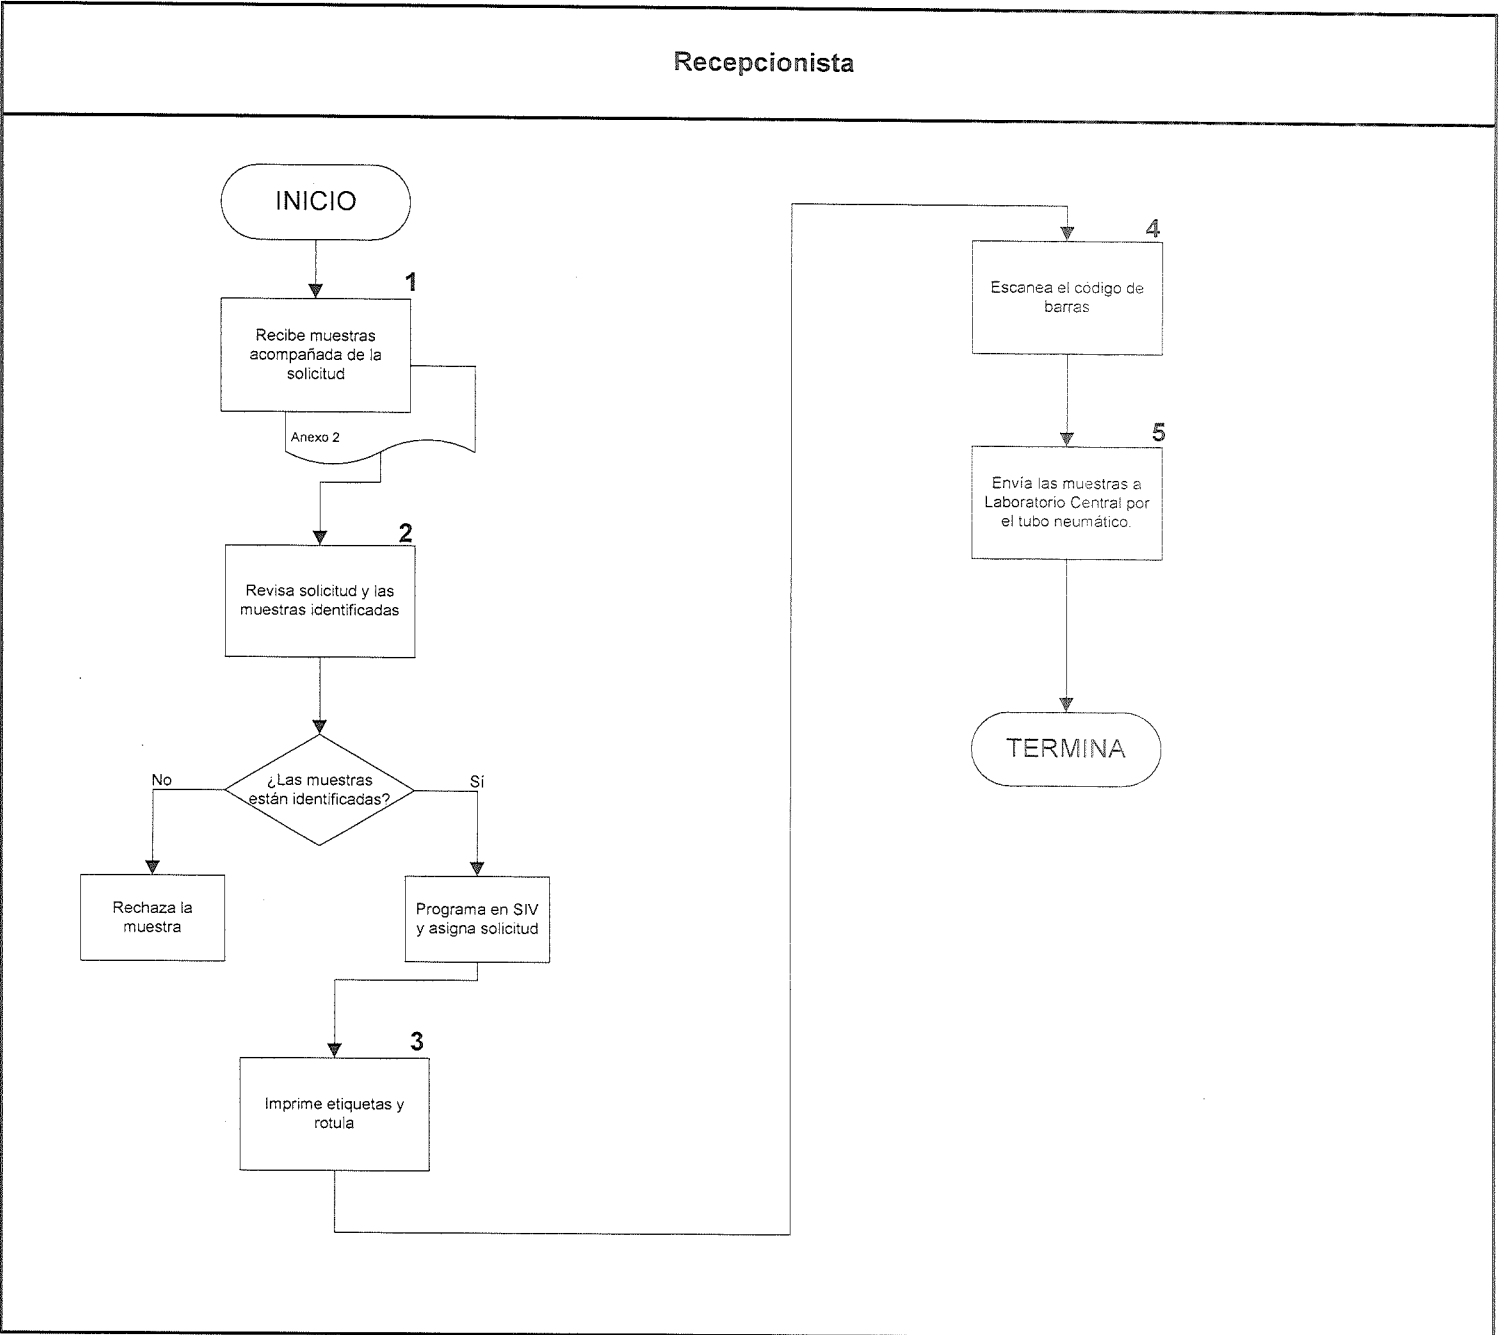 Recepcionista
INICIO
1
Recibe muestras
acompañada de la
solicitud
Anexo 2
2
Revisa solicitud y las
muestras identificadas
¿Las muestras
están identificadas?
No
Sí
Rechaza la
muestra
Programa en SIV
y asigna solicitud
3
Imprime etiquetas y
rotula
4
Escanea el código de
barras
5
Envía las muestras a
Laboratorio Central por
el tubo neumático.
TERMINA